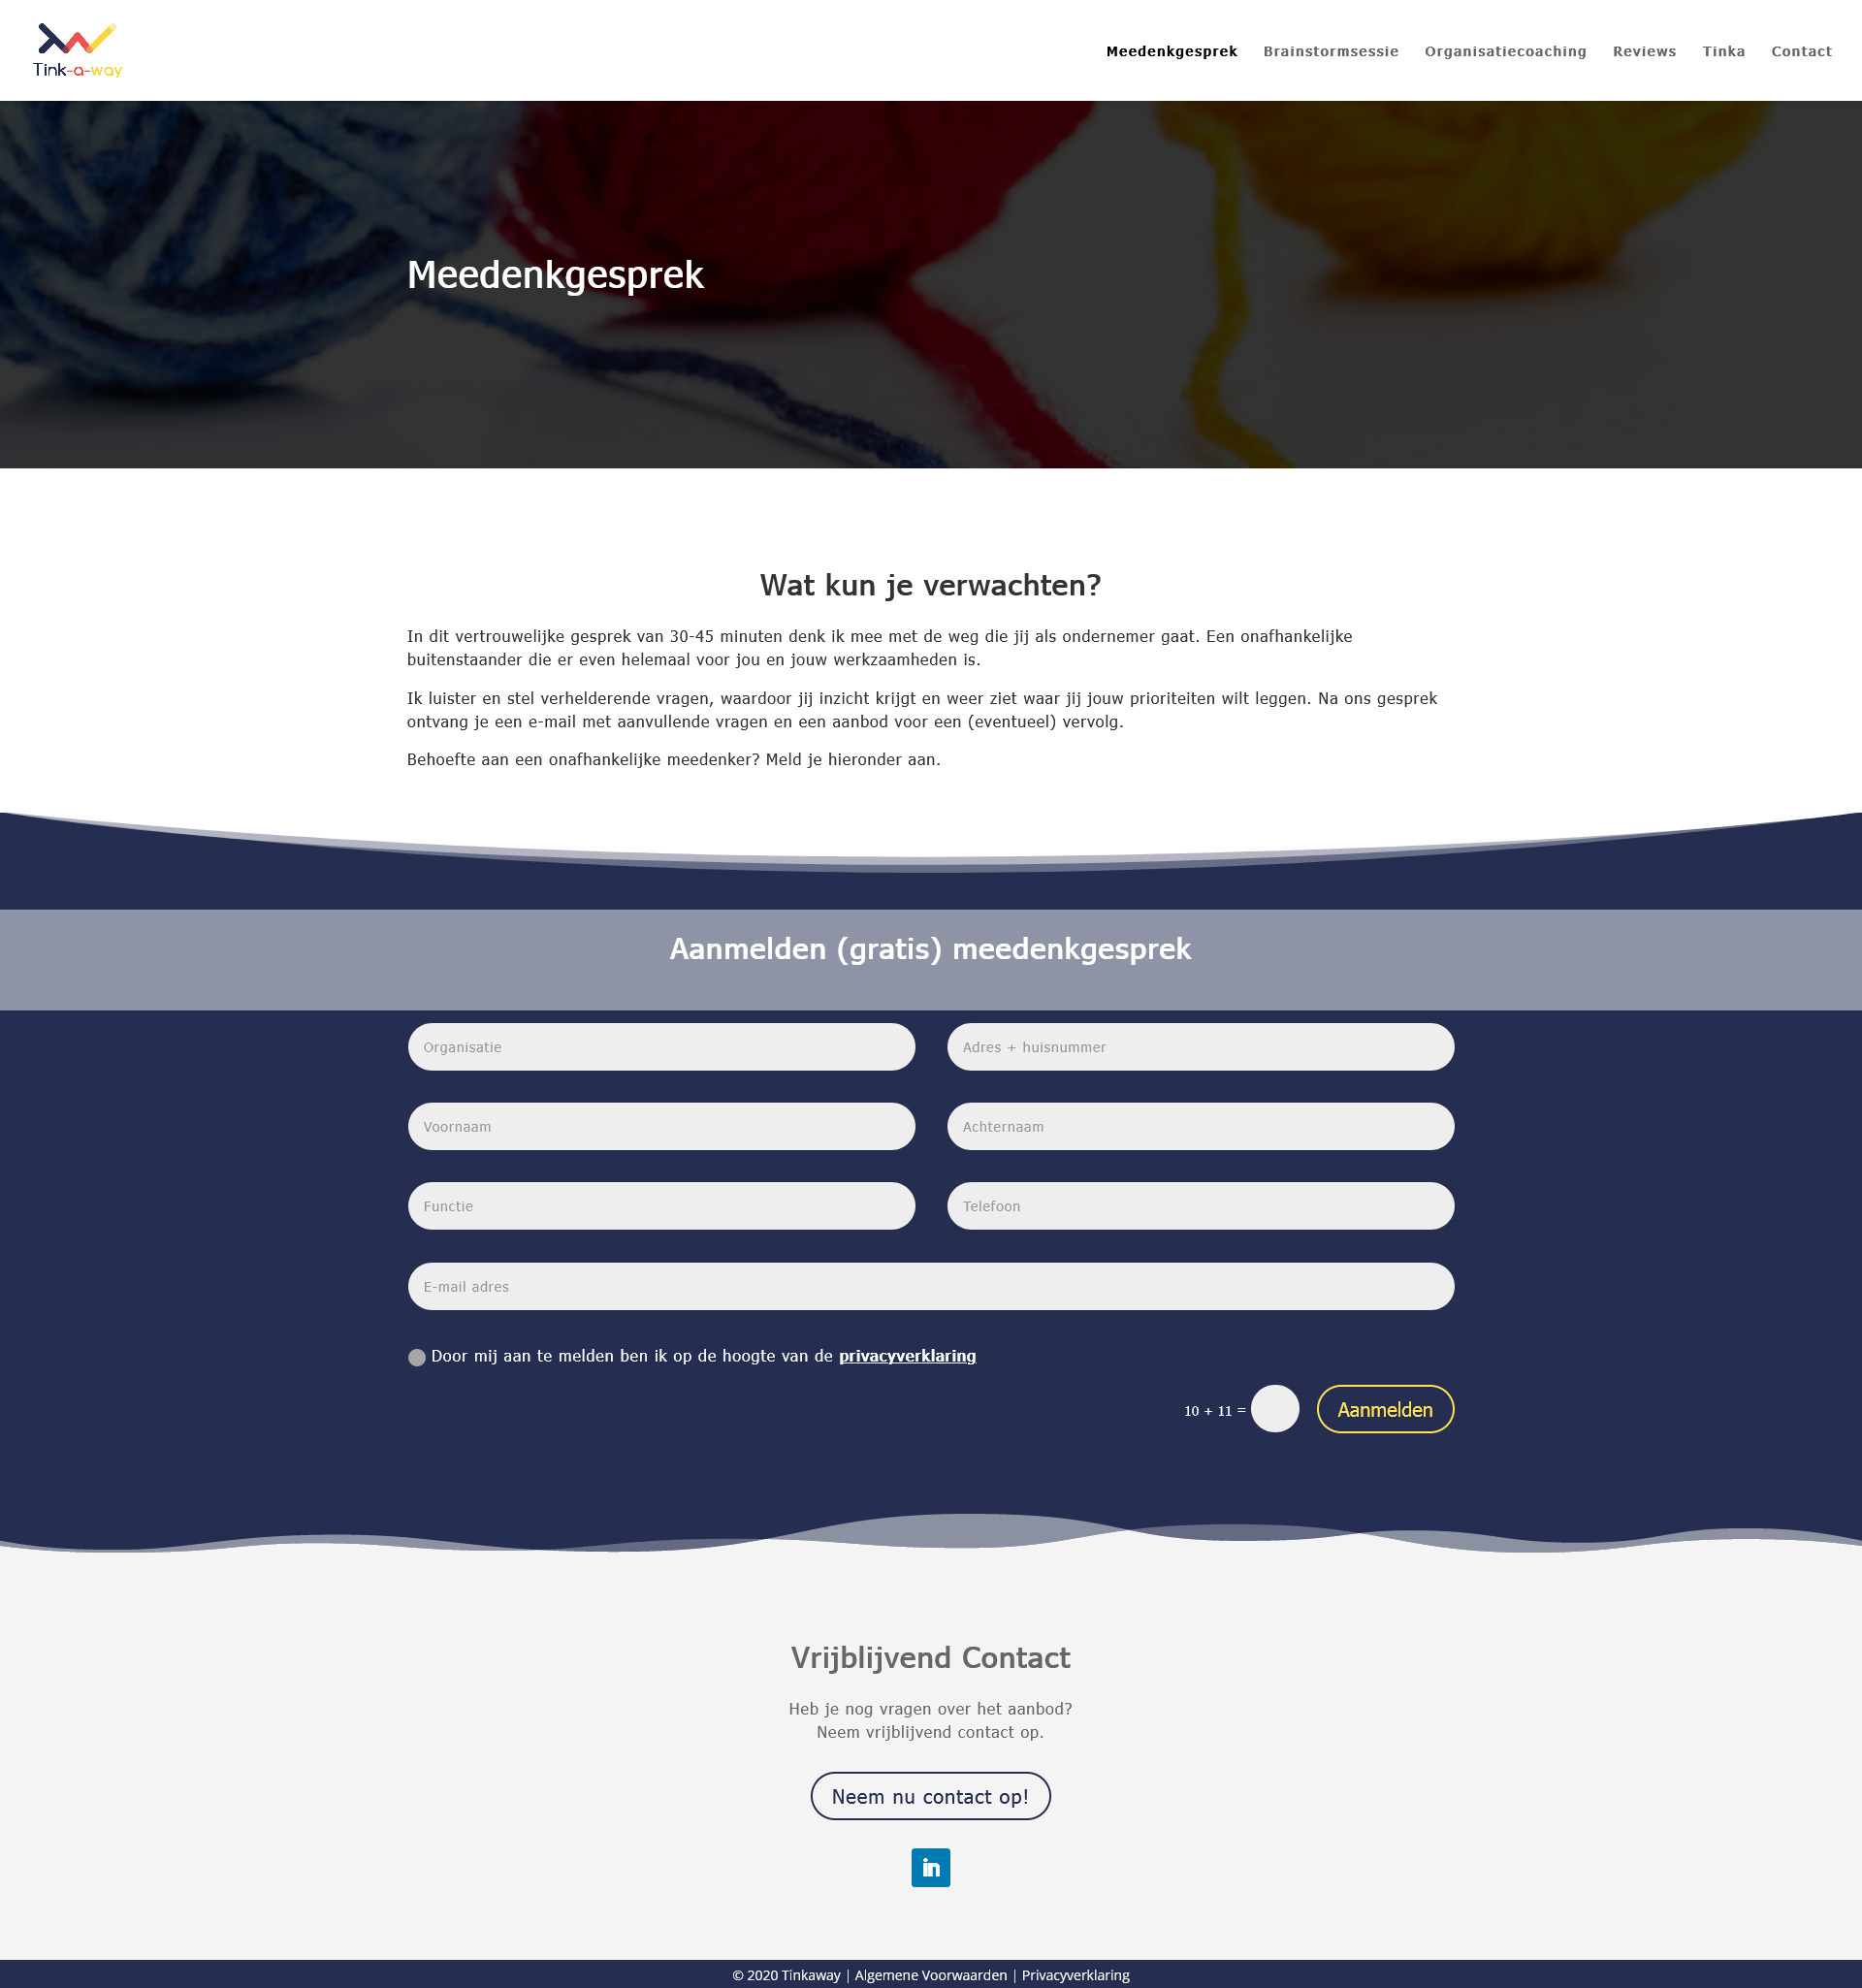 Tink-a-way
Meedenkgesprek Brainstormsessie Organisatiecoaching Reviews Tinka Contact
Meedenkgesprek
Wat kun je verwachten?
In dit vertrouwelijke gesprek van 30-45 minuten denk ik mee met de weg die jij als ondernemer gaat. Een onafhankelijke
buitenstaander die er even helemaal voor jou en jouw werkzaamheden is.
Ik luister en stel verhelderende vragen, waardoor jij inzicht krijgt en weer ziet waar jij jouw prioriteiten wilt leggen. Na ons gesprek
ontvang je een e-mail met aanvullende vragen en een aanbod voor een (eventueel) vervolg.
Behoefte aan een onafhankelijke meedenker? Meld je hieronder aan.
Aanmelden (gratis) meedenkgesprek
Organisatie
Adres + huisnummer
Voornaam
Achternaam
Functie
Telefoon
E-mail adres
Door mij aan te melden ben ik op de hoogte van de privacyverklaring
10 + 11 =
Aanmelden
Vrijblijvend Contact
Heb je nog vragen over het aanbod?
Neem vrijblijvend contact op.
Neem nu contact op!
in
© 2020 Tinkaway | Algemene Voorwaarden | Privacyverklaring